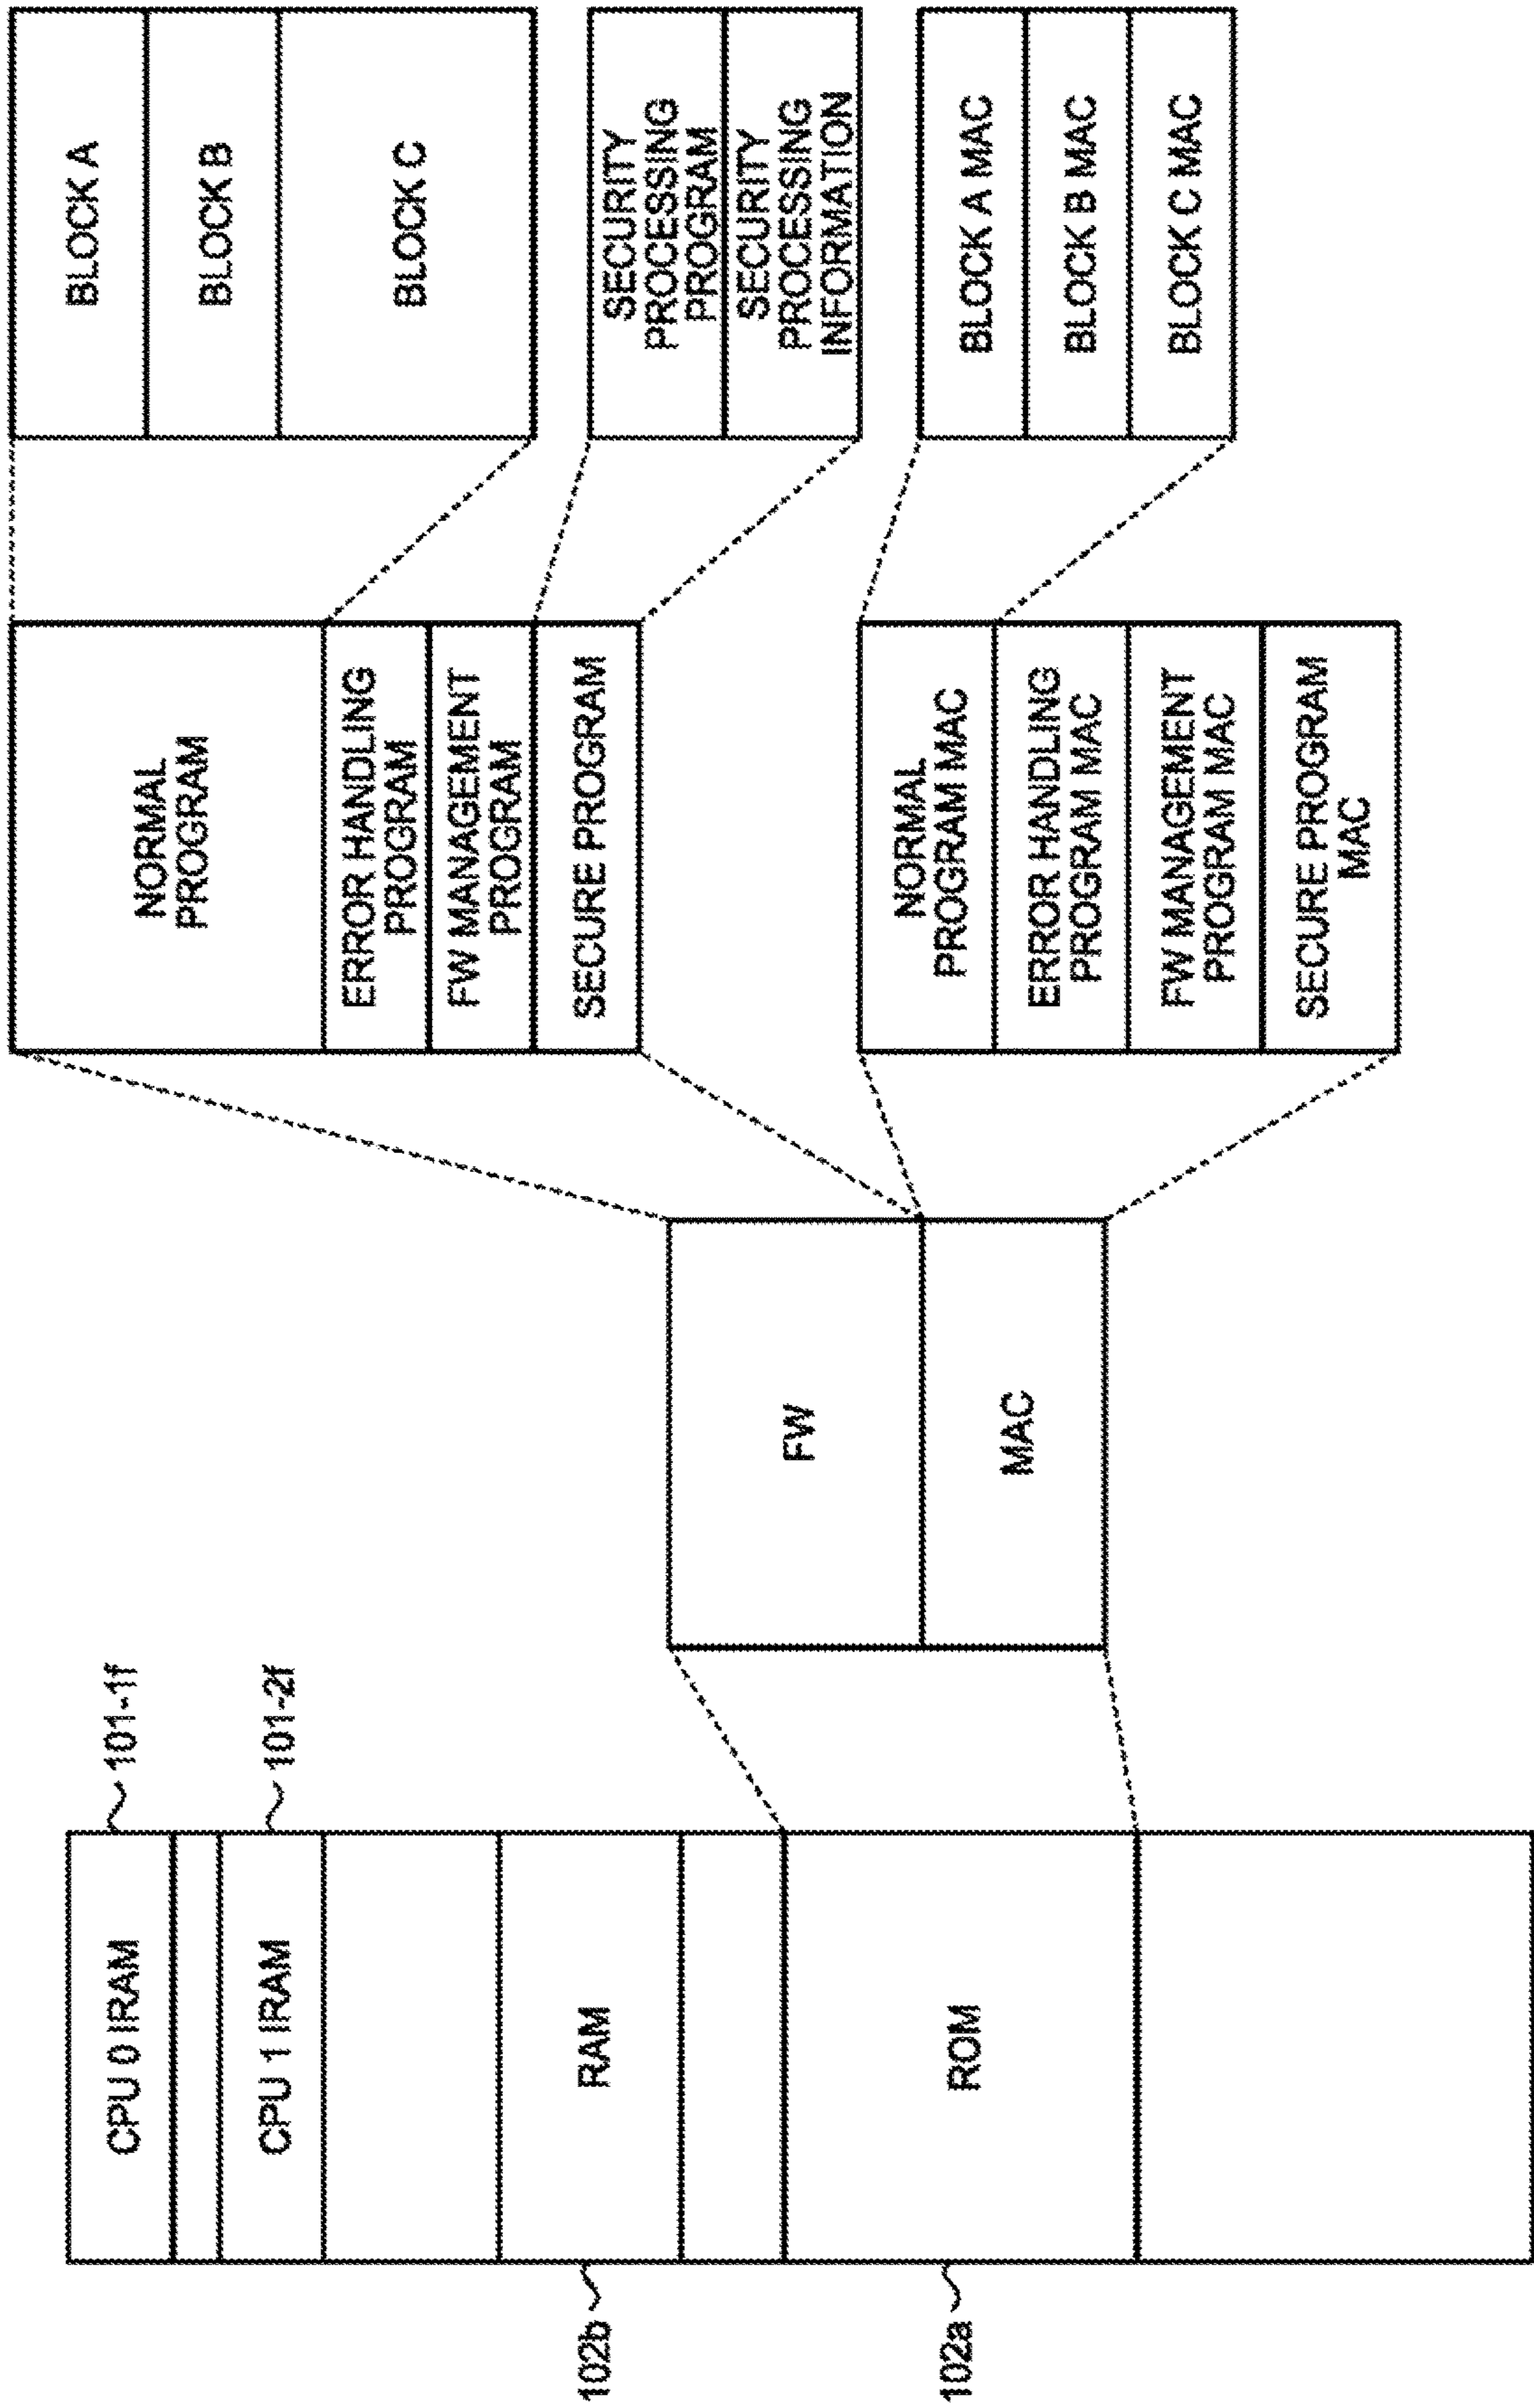 CPU 0 IRAM
101-1f
CPU 1 IRAM
101-2f
RAM
102b
ROM
102a
FW
MAC
NORMAL
PROGRAM
ERROR HANDLING
PROGRAM
FW MANAGEMENT
PROGRAM
SECURE PROGRAM
NORMAL
PROGRAM MAC
ERROR HANDLING
PROGRAM MAC
FW MANAGEMENT
PROGRAM MAC
SECURE PROGRAM
MAC
BLOCK A
BLOCK B
BLOCK C
SECURITY
PROCESSING
PROGRAM
SECURITY
PROCESSING
INFORMATION
BLOCK A MAC
BLOCK B MAC
BLOCK C MAC